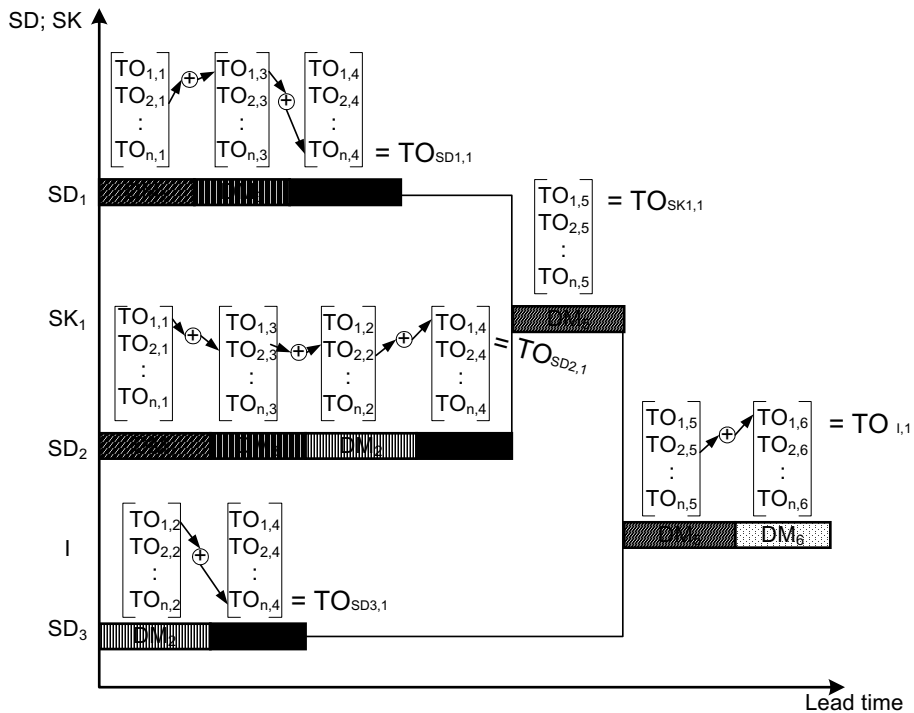 SD; SK
TO1,1 TO1,3 TO1,4
TO2,1 + TO2,3 + TO2,4
: : :
TOn,1 TOn,3 TOn,4 = TOSD1,1
SD1
TO1,5 = TOSK1,1
TO2,5
:
TOn,5
SK1
DM5
TO1,1 TO1,3 TO1,2 TO1,4
TO2,1 + TO2,3 + TO2,2 + TO2,4 = TOSD2,1
: : : :
TOn,1 TOn,3 TOn,2 TOn,4
SD2
DM2
TO1,5 TO1,6 = TO I,1
TO2,5 + TO2,6
: :
TOn,5 TOn,6
I
DM5 DM6
TO1,2 TO1,4
TO2,2 + TO2,4
: :
TOn,2 TOn,4 = TOSD3,1
SD3
DM2
Lead time